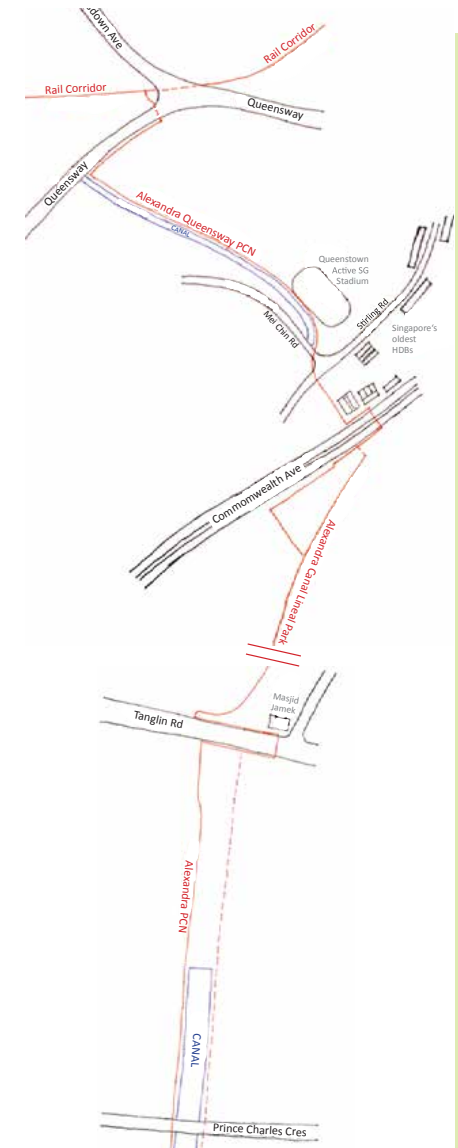 sdown Ave
Rail Corridor
Rail Corridor
Queensway
Queensway
Alexandra Queensway PCN
CANAL
Queenstown
Active SG
Stadium
Mei Chin Rd
Stirling Rd
Singapore's
oldest
HDBs
Commomwealth Ave
Alexandra Canal Lineal park
Masjid
Jamek
Tanglin Rd
Alexandra PCN
CANAL
Prince Charles Cres